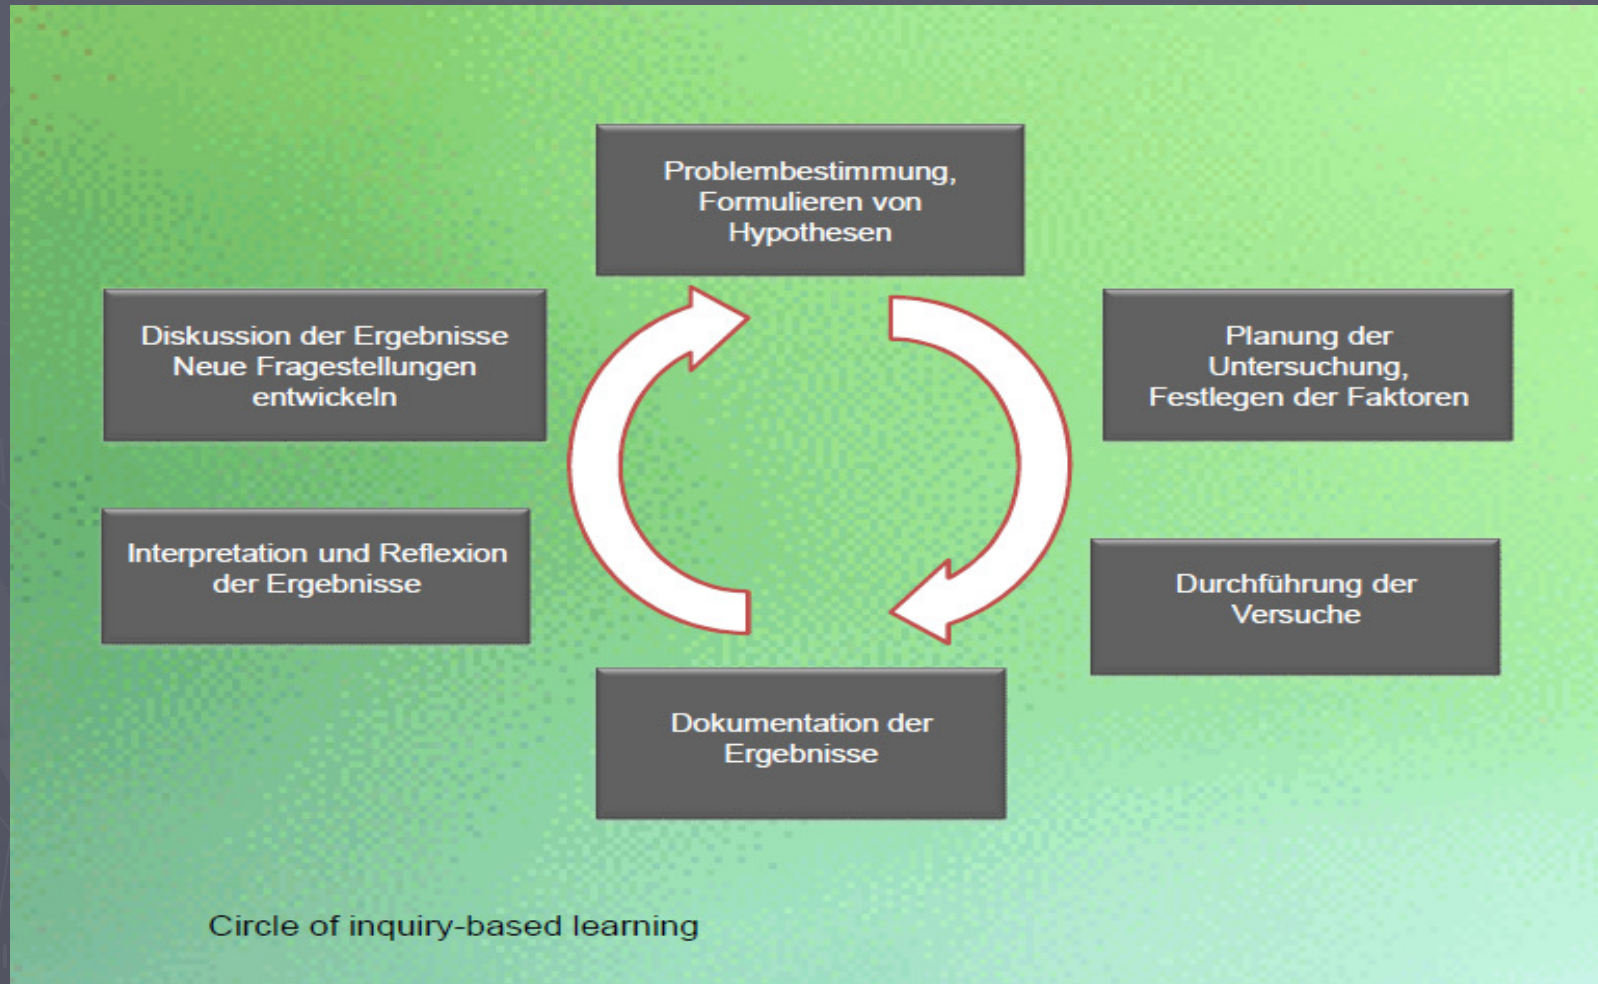 Problembestimmung,
Formulieren von
Hypothesen
Diskussion der Ergebnisse
Neue Fragestellungen
entwickeln
Planung der
Untersuchung,
Festlegen der Faktoren
Interpretation und Reflexion
der Ergebnisse
Durchführung der
Versuche
Dokumentation der
Ergebnisse
Circle of inquiry-based learning